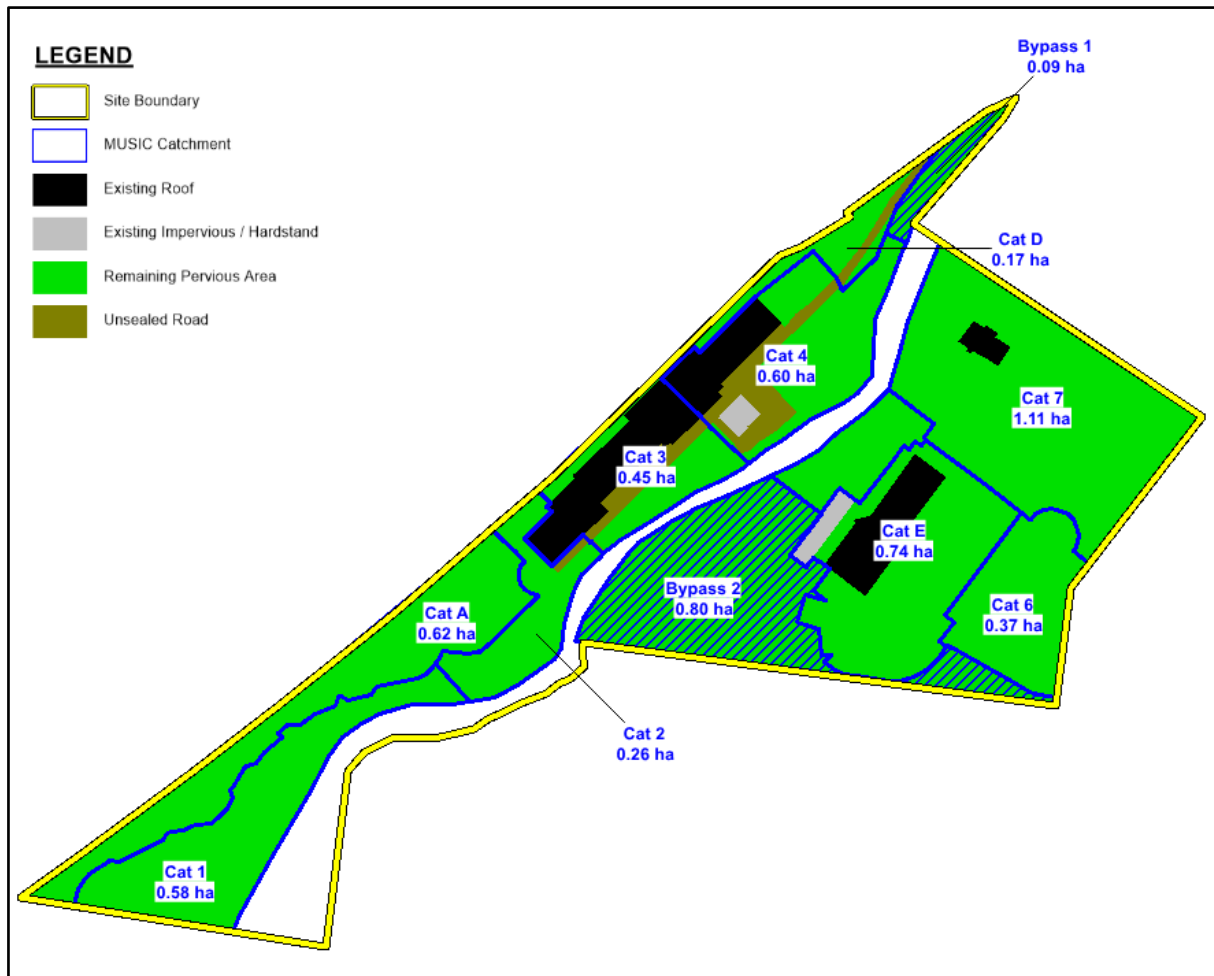 LEGEND
Site Boundary
MUSIC Catchment
Existing Roof
Existing Impervious / Hardstand
Remaining Pervious Area
Unsealed Road
Bypass 1
0.09 ha
Cat D
0.17 ha
Cat 4
0.60 ha
Cat 7
1.11 ha
Cat 3
0.45 ha
Cat E
0.74 ha
Bypass 2
0.80 ha
Cat A
0.62 ha
Cat 6
0.37 ha
Cat 2
0.26 ha
Cat 1
0.58 ha